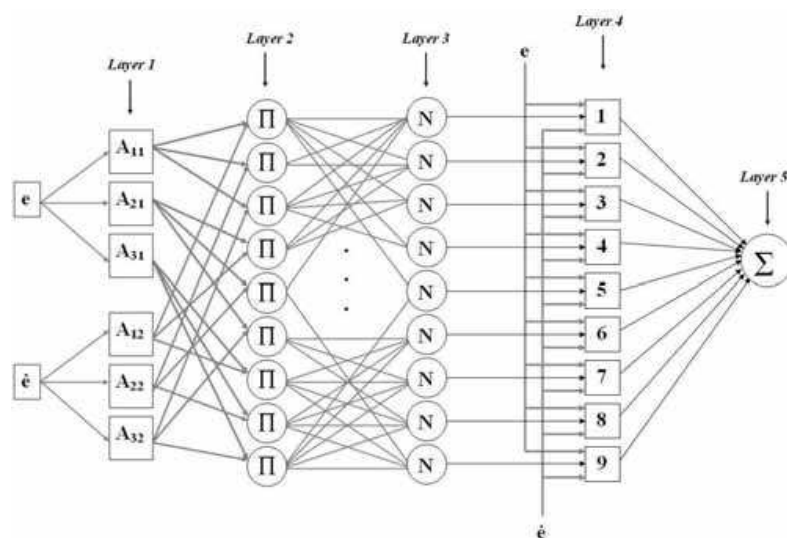 Layer 1
Layer 2
Layer 3
Layer 4
Layer 5
e
ė
A11
A21
A31
A12
A22
A32
Π
Π
Π
Π
Π
Π
Π
Π
Π
N
N
N
N
N
N
N
N
N
e
1
2
3
4
5
6
7
8
9
ė
Σ